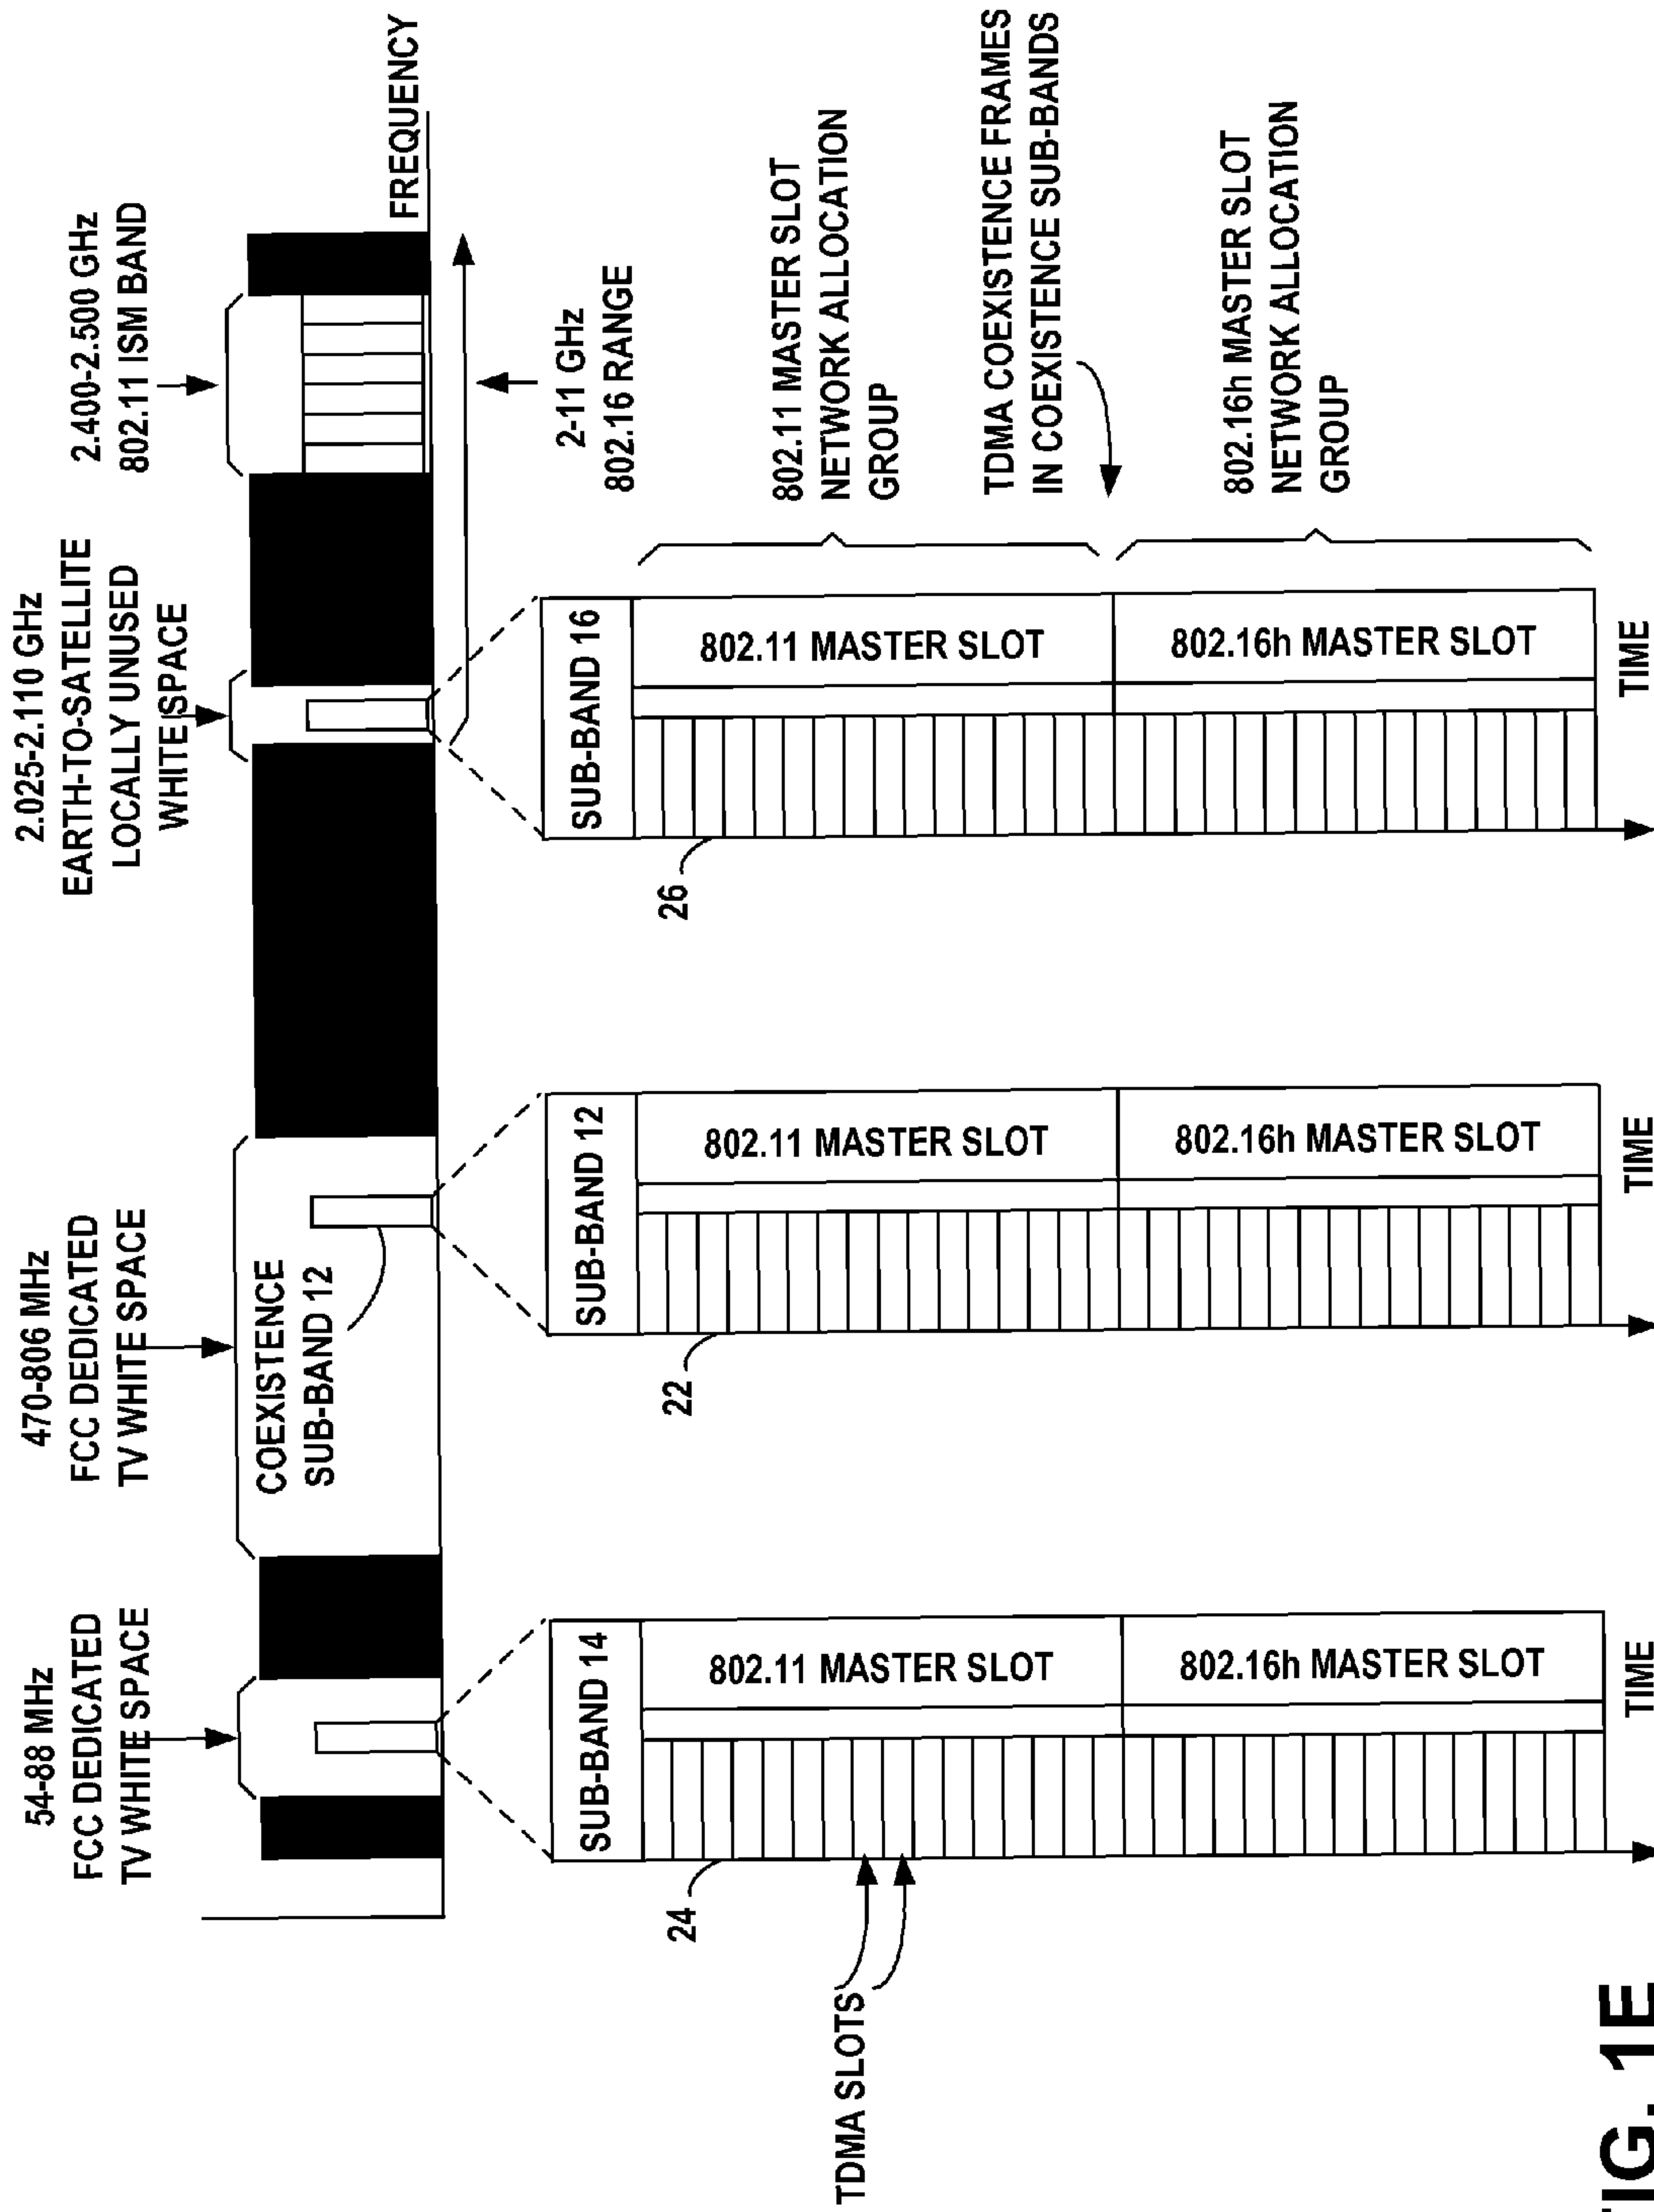 54-88 MHz
FCC DEDICATED
TV WHITE SPACE
470-806 MHz
FCC DEDICATED
TV WHITE SPACE
2.025-2.110 GHz
EARTH-TO-SATELLITE
LOCALLY UNUSED
WHITE SPACE
2.400-2.500 GHz
802.11 ISM BAND
COEXISTENCE
SUB-BAND 12
FREQUENCY
2-11 GHz
802.16 RANGE
SUB-BAND 14
802.11 MASTER SLOT
802.16h MASTER SLOT
24
TDMA SLOTS
TIME
SUB-BAND 12
802.11 MASTER SLOT
802.16h MASTER SLOT
22
TIME
SUB-BAND 16
802.11 MASTER SLOT
802.16h MASTER SLOT
26
TIME
802.11 MASTER SLOT
NETWORK ALLOCATION
GROUP
TDMA COEXISTENCE FRAMES
IN COEXISTENCE SUB-BANDS
802.16h MASTER SLOT
NETWORK ALLOCATION
GROUP
FIG. 1E